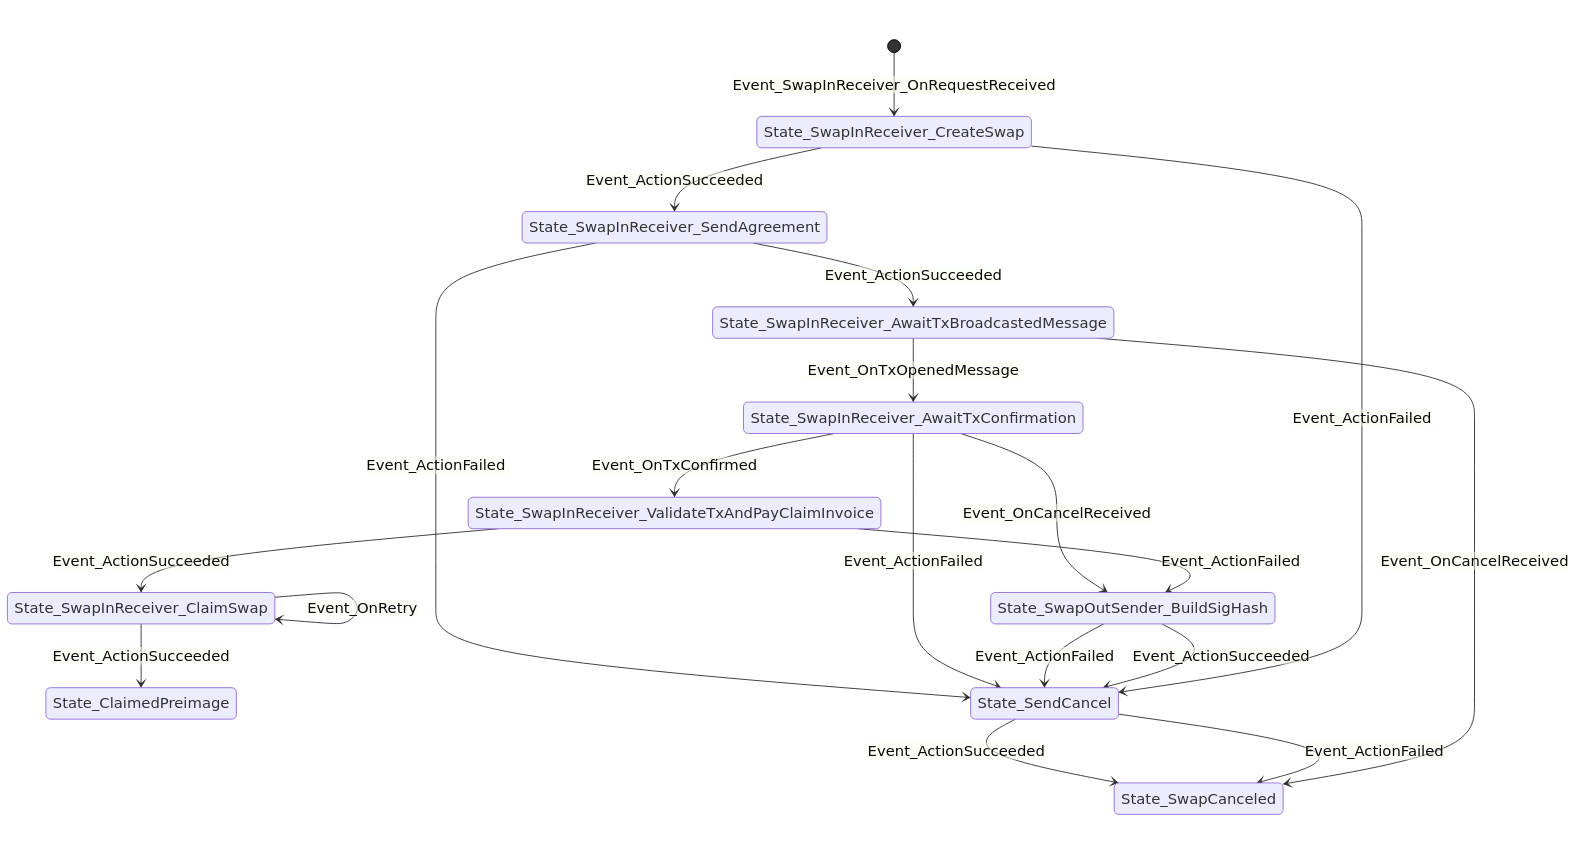 Event_SwapInReceiver_OnRequestReceived
State_SwapInReceiver_CreateSwap
Event_ActionSucceeded
State_SwapInReceiver_SendAgreement
Event_ActionSucceeded
State_SwapInReceiver_AwaitTxBroadcastedMessage
Event_OnTxOpenedMessage
State_SwapInReceiver_AwaitTxConfirmation
Event_ActionFailed
Event_ActionFailed
Event_OnTxConfirmed
State_SwapInReceiver_ValidateTxAndPayClaimInvoice
Event_OnCancelReceived
Event_ActionSucceeded
Event_ActionFailed
Event_ActionFailed
Event_OnCancelReceived
State_SwapInReceiver_ClaimSwap
Event_OnRetry
State_SwapOutSender_BuildSigHash
Event_ActionSucceeded
Event_ActionFailed
Event_ActionSucceeded
State_ClaimedPreimage
State_SendCancel
Event_ActionSucceeded
Event_ActionFailed
State_SwapCanceled